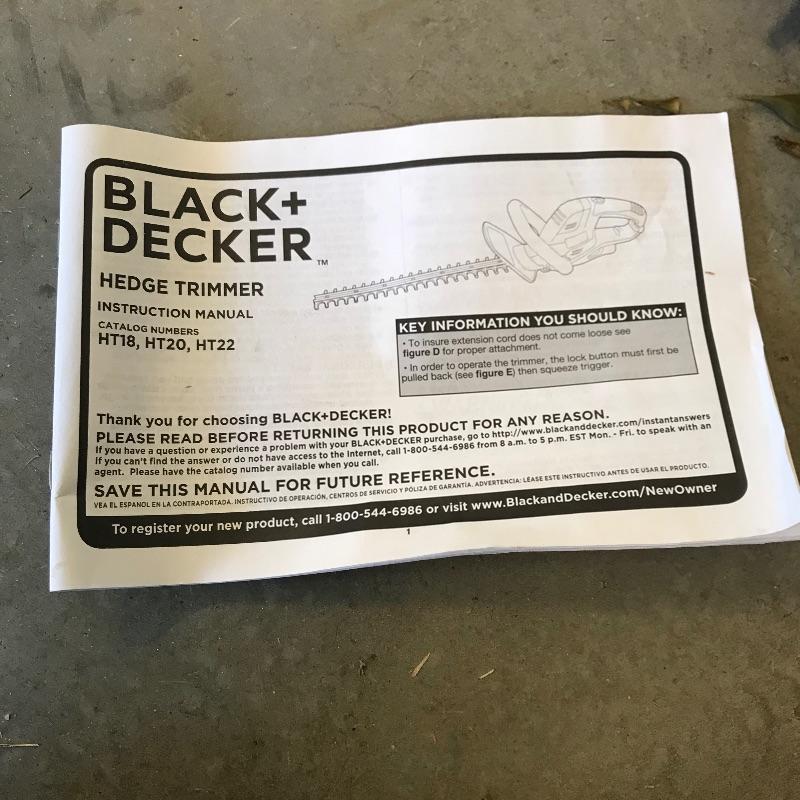 BLACK+
DECKER™
HEDGE TRIMMER
INSTRUCTION MANUAL
CATALOG NUMBERS
HT18, HT20, HT22
KEY INFORMATION YOU SHOULD KNOW:
• To insure extension cord does not come loose see
figure D for proper attachment.
• In order to operate the trimmer, the lock button must first be
pulled back (see figure E) then squeeze trigger.
Thank you for choosing BLACK+DECKER!
PLEASE READ BEFORE RETURNING THIS PRODUCT FOR ANY REASON.
If you have a question or experience a problem with your BLACK+DECKER purchase, go to http://www.blackanddecker.com/instantanswers
If you can't find the answer or do not have access to the Internet, call 1-800-544-6986 from 8 a.m. to 5 p.m. EST Mon. - Fri. to speak with an
agent. Please have the catalog number available when you call.
SAVE THIS MANUAL FOR FUTURE REFERENCE.
VEA EL ESPANOL EN LA CONTRAPORTADA. INSTRUCTIVO DE OPERACIÓN, CENTROS DE SERVICIO Y PÓLIZA DE GARANTÍA. ADVERTENCIA: LÉASE ESTE INSTRUCTIVO ANTES DE USAR EL PRODUCTO.
To register your new product, call 1-800-544-6986 or visit www.BlackandDecker.com/NewOwner
1